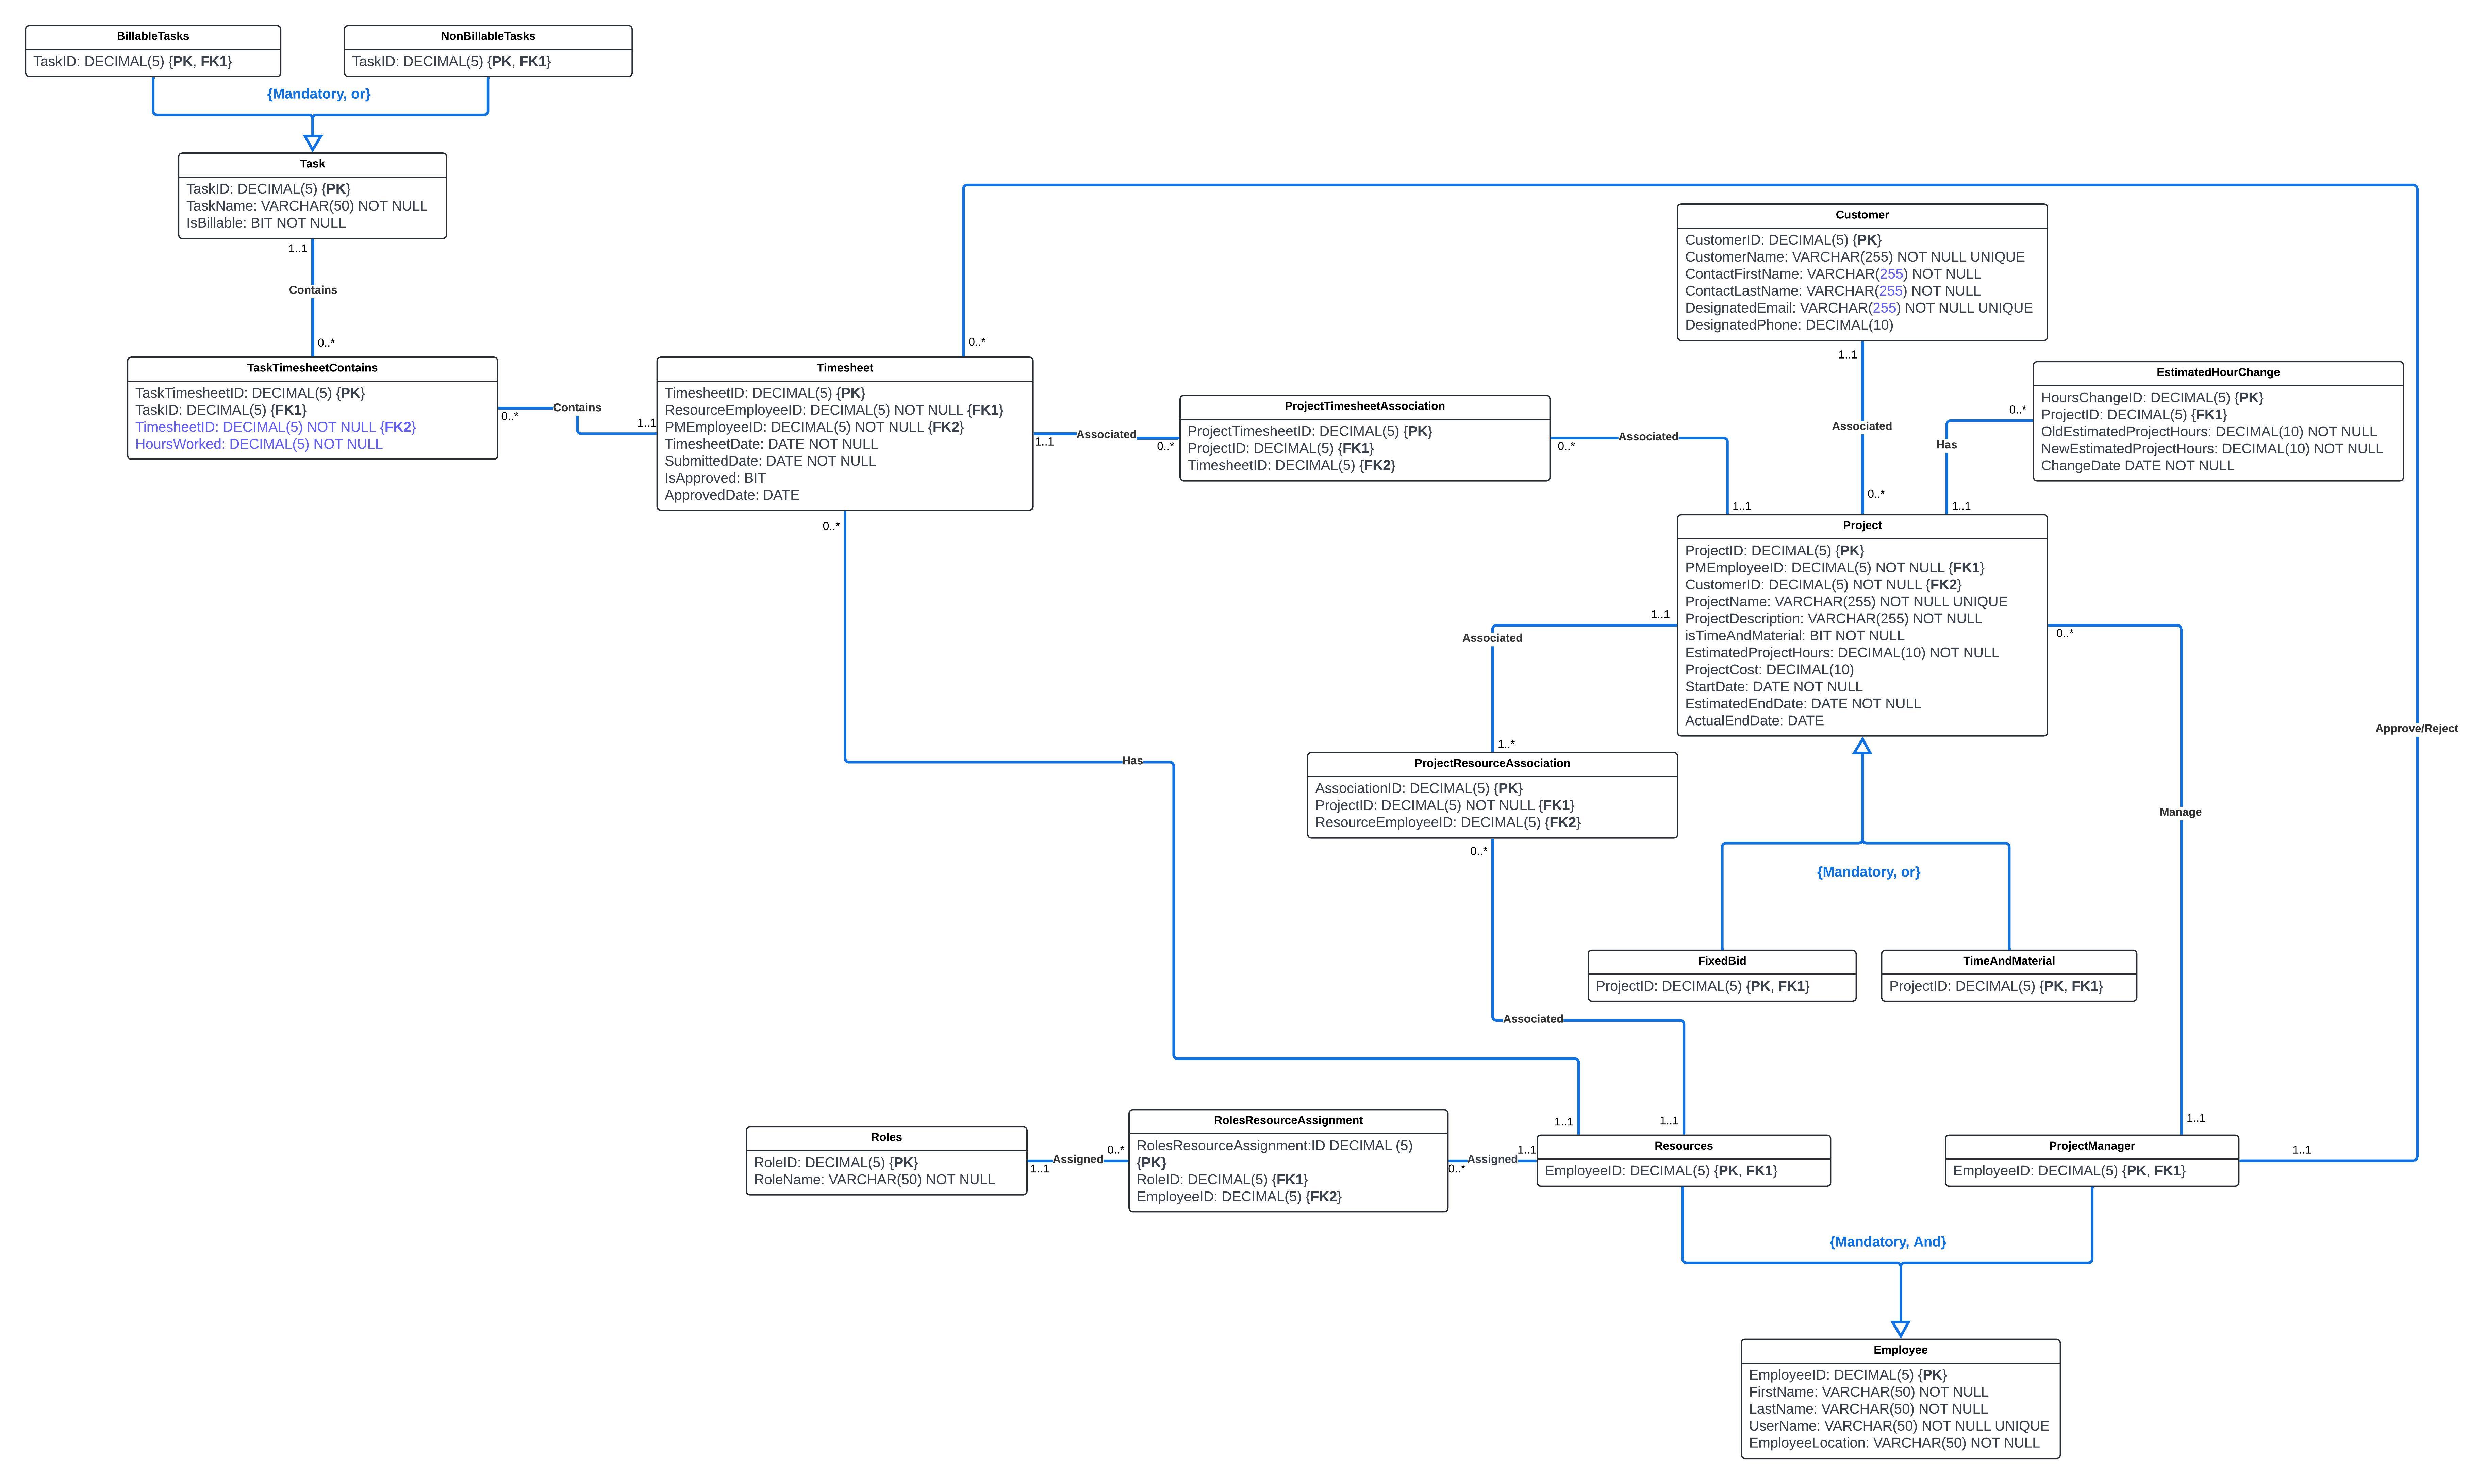 BillableTasks
TaskID: DECIMAL(5) {PK, FK1}
NonBillableTasks
TaskID: DECIMAL(5) {PK, FK1}
{Mandatory, or}
Task
TaskID: DECIMAL(5) {PK}
TaskName: VARCHAR(50) NOT NULL
IsBillable: BIT NOT NULL
1..1
Contains
0..*
TaskTimesheetContains
TaskTimesheetID: DECIMAL(5) {PK}
TaskID: DECIMAL(5) {FK1}
TimesheetID: DECIMAL(5) NOT NULL {FK2}
HoursWorked: DECIMAL(5) NOT NULL
0..*
Contains
1..1
0..*
Timesheet
TimesheetID: DECIMAL(5) {PK}
ResourceEmployeeID: DECIMAL(5) NOT NULL {FK1}
PMEmployeeID: DECIMAL(5) NOT NULL {FK2}
TimesheetDate: DATE NOT NULL
SubmittedDate: DATE NOT NULL
IsApproved: BIT
ApprovedDate: DATE
0..*
1..1
Associated
0..*
ProjectTimesheetAssociation
ProjectTimesheetID: DECIMAL(5) {PK}
ProjectID: DECIMAL(5) {FK1}
TimesheetID: DECIMAL(5) {FK2}
0..*
Associated
1..1
Customer
CustomerID: DECIMAL(5) {PK}
CustomerName: VARCHAR(255) NOT NULL UNIQUE
ContactFirstName: VARCHAR(255) NOT NULL
ContactLastName: VARCHAR(255) NOT NULL
DesignatedEmail: VARCHAR(255) NOT NULL UNIQUE
DesignatedPhone: DECIMAL(10)
1..1
Associated
0..*
EstimatedHourChange
HoursChangeID: DECIMAL(5) {PK}
ProjectID: DECIMAL(5) {FK1}
OldEstimatedProjectHours: DECIMAL(10) NOT NULL
NewEstimatedProjectHours: DECIMAL(10) NOT NULL
ChangeDate DATE NOT NULL
0..*
Has
1..1
Project
ProjectID: DECIMAL(5) {PK}
PMEmployeeID: DECIMAL(5) NOT NULL {FK1}
CustomerID: DECIMAL(5) NOT NULL {FK2}
ProjectName: VARCHAR(255) NOT NULL UNIQUE
ProjectDescription: VARCHAR(255) NOT NULL
isTimeAndMaterial: BIT NOT NULL
EstimatedProjectHours: DECIMAL(10) NOT NULL
ProjectCost: DECIMAL(10)
StartDate: DATE NOT NULL
EstimatedEndDate: DATE NOT NULL
ActualEndDate: DATE
1..1
Associated
1..*
0..*
Manage
1..1
Approve/Reject
1..1
Has
ProjectResourceAssociation
AssociationID: DECIMAL(5) {PK}
ProjectID: DECIMAL(5) NOT NULL {FK1}
ResourceEmployeeID: DECIMAL(5) {FK2}
0..*
Associated
{Mandatory, or}
FixedBid
ProjectID: DECIMAL(5) {PK, FK1}
TimeAndMaterial
ProjectID: DECIMAL(5) {PK, FK1}
Roles
RoleID: DECIMAL(5) {PK}
RoleName: VARCHAR(50) NOT NULL
1..1
Assigned
0..*
RolesResourceAssignment
RolesResourceAssignment:ID DECIMAL (5)
{PK}
RoleID: DECIMAL(5) {FK1}
EmployeeID: DECIMAL(5) {FK2}
0..*
Assigned
1..1
1..1
1..1
Resources
EmployeeID: DECIMAL(5) {PK, FK1}
ProjectManager
EmployeeID: DECIMAL(5) {PK, FK1}
{Mandatory, And}
Employee
EmployeeID: DECIMAL(5) {PK}
FirstName: VARCHAR(50) NOT NULL
LastName: VARCHAR(50) NOT NULL
UserName: VARCHAR(50) NOT NULL UNIQUE
EmployeeLocation: VARCHAR(50) NOT NULL